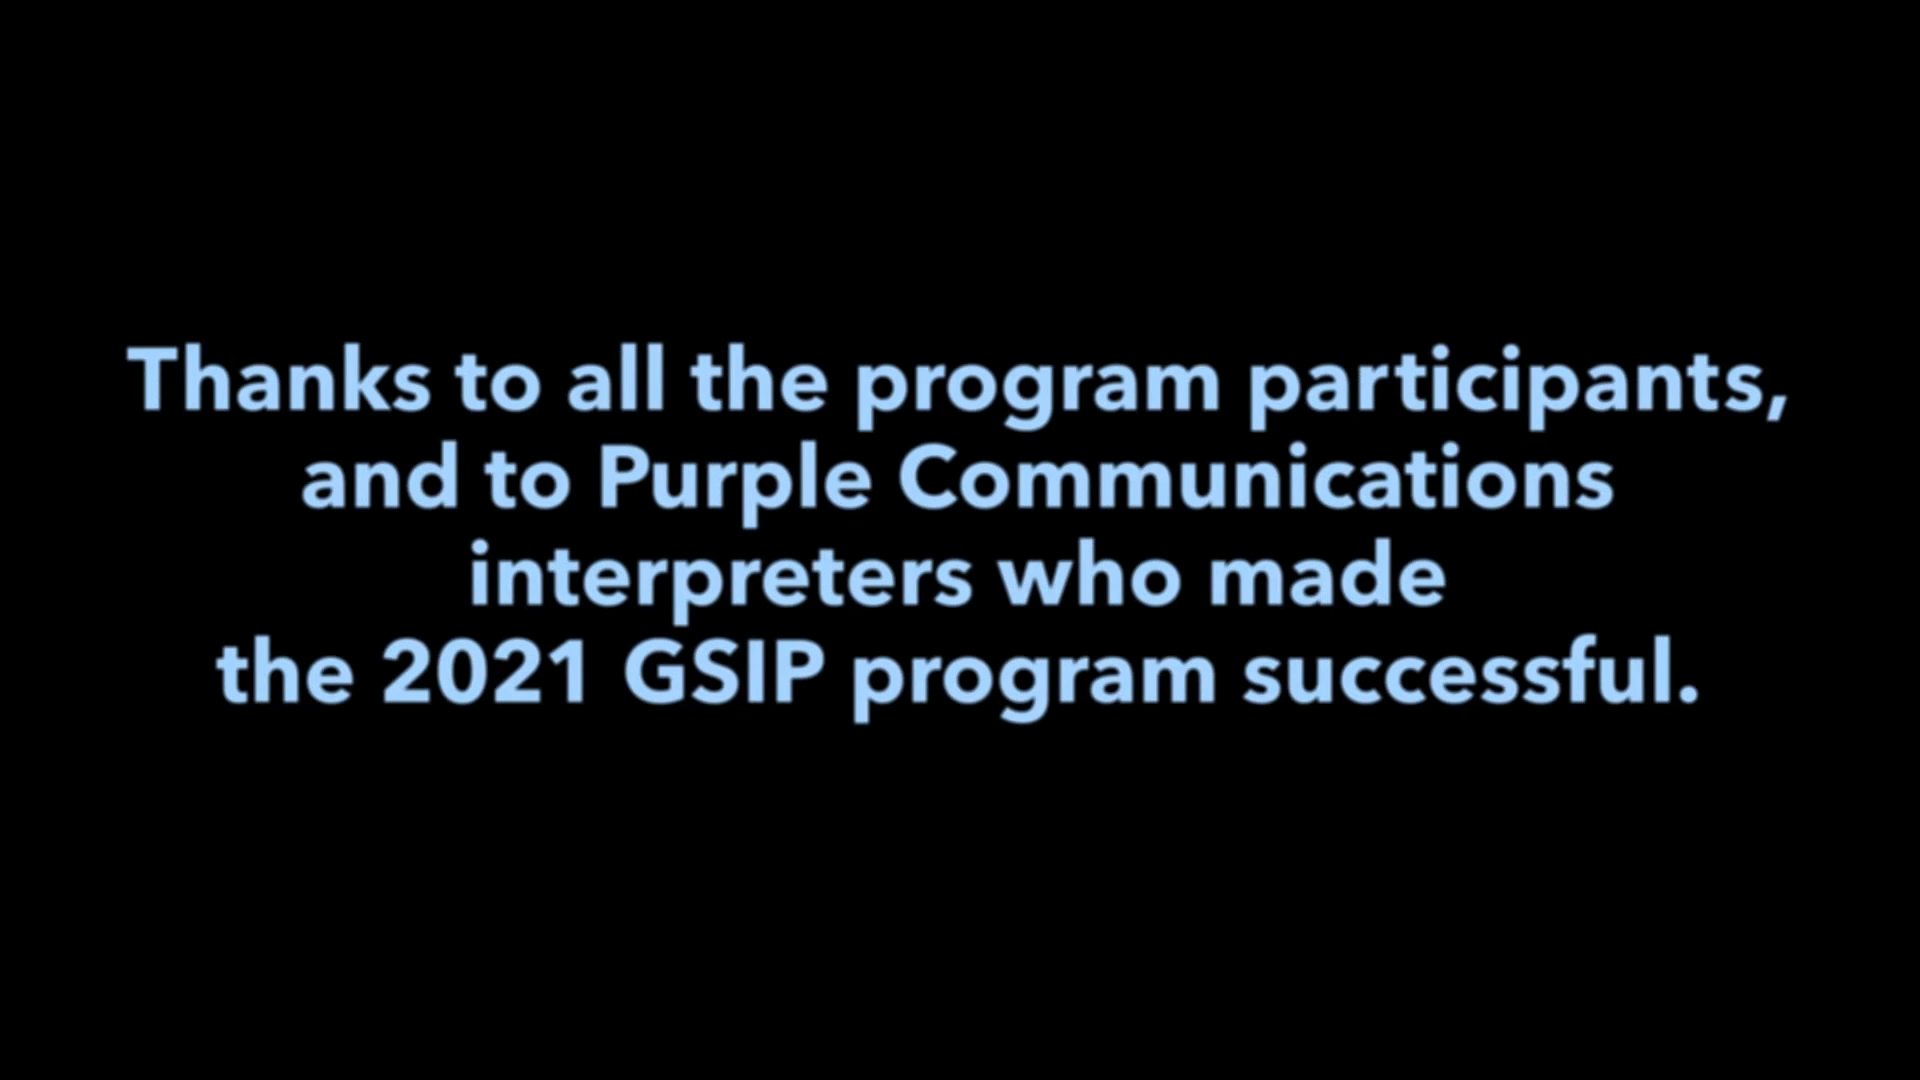 Thanks to all the program participants,
and to Purple Communications
interpreters who made
the 2021 GSIP program successful.